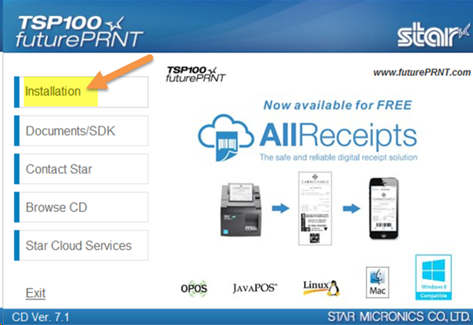 TSP100
futurePRNT
star
Installation
Documents/SDK
Contact Star
Browse CD
Star Cloud Services
Exit
TSP100
futurePRNT
www.futurePRNT.com
Now available for FREE
AllReceipts
The safe and reliable digital receipt solution
OPOS
JavaPOS™
Linux
Mac
Compatible
Windows 8
CD Ver. 7.1
STAR MICRONICS CO., LTD.